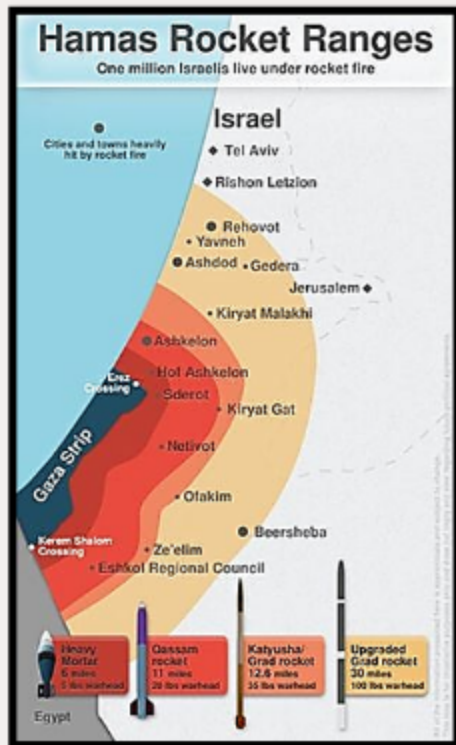 Hamas Rocket Ranges
One million Israelis live under rocket fire
Israel
Cities and towns heavily
hit by rocket fire
Tel Aviv
Rishon Letzion
Rehovot
Yavneh
Ashdod
Gedera
Jerusalem
Kiryat Malakhi
Ashkelon
Hof Ashkelon
Erez
Crossing
Sderot
Kiryat Gat
Gaza Strip
Netivot
Ofakim
Beersheba
Kerem Shalom
Crossing
Ze'elim
Eshkol Regional Council
Heavy
Mortar
6 miles
5 lbs warhead
Qassam
rocket
11 miles
20 lbs warhead
Katyusha/
Grad rocket
12.6 miles
35 lbs warhead
Upgraded
Grad rocket
30 miles
100 lbs warhead
Egypt